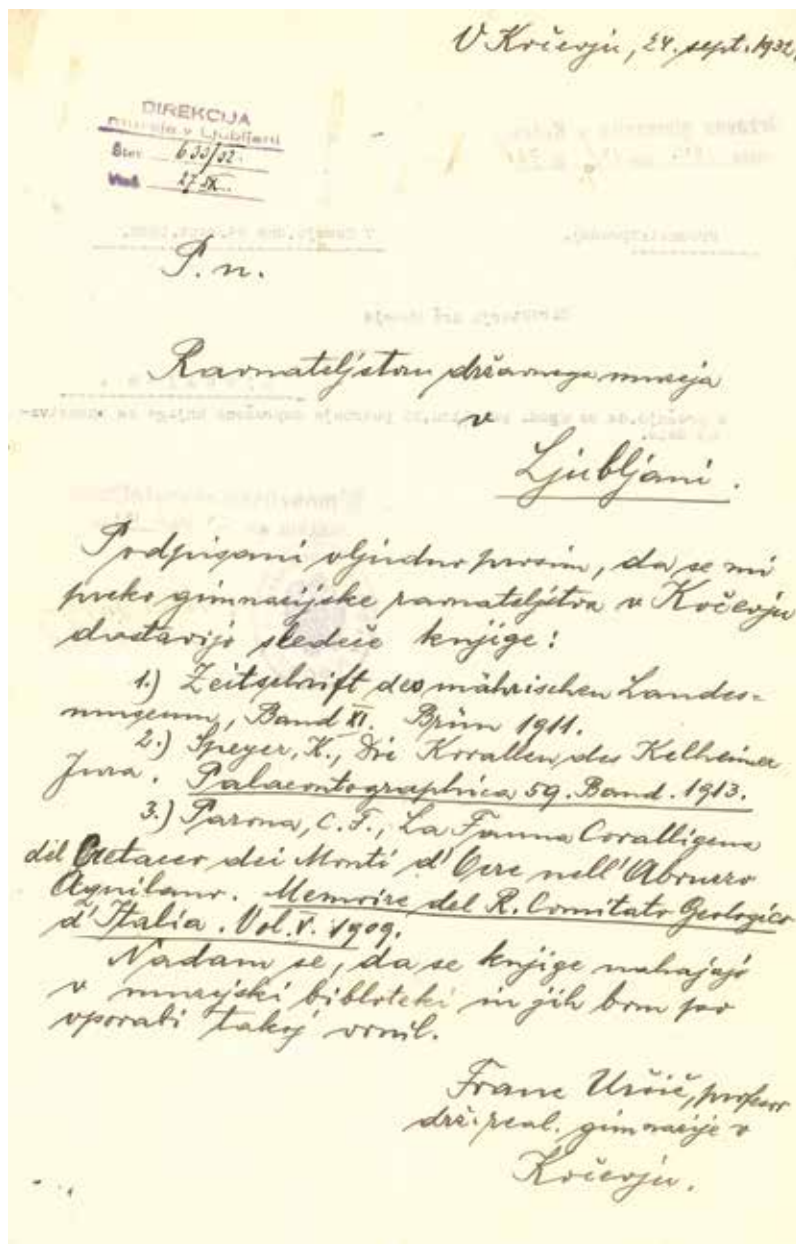 V Kočevju, 24. sept. 1932.
DIREKCIJA
muzeja v Ljubljani
Štev. 633/32
Vlož. 27 IX.
P. n.
Ravnateljstvu državnega muzeja
v
Ljubljani.
Podpisani vljudno prosim, da se mi
preko gimnazijske ravnateljstva v Kočevju
dostavijo sledeče knjige:
1.) Zeitschrift des mährischen Landes-
museum, Band XI. Brünn 1911.
2.) Speyer, K., Die Korallen des Kelheimer
Jura. Palaeontographica 59. Band. 1913.
3.) Parona, C. F., La Fauna Coralligena
del Cretaceo dei Monti d'Ocre nell'Abruzzo
Aquilano. Memoire del R. Comitato Geologico
d'Italia. Vol. V. 1909.
Nadam se, da se knjige nahajajo
v muzejski bibloteki in jih bom po
uporabi takoj vrnil.
Franc Uršič, profesor
drž. real. gimnazije v
Kočevju.